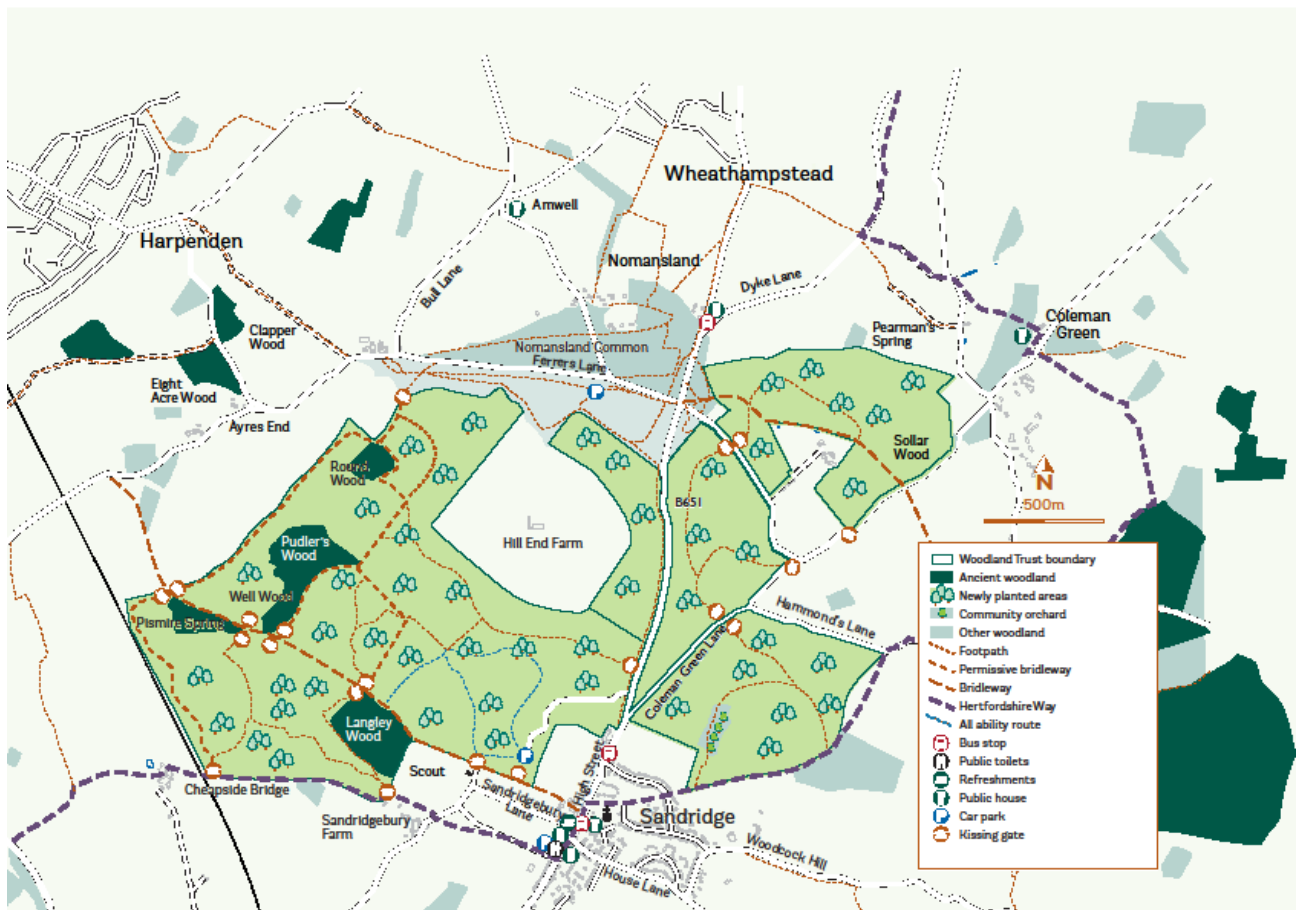 Wheathampstead
Amwell
Harpenden
Nomansland
Bull Lane
Dyke Lane
Coleman
Green
Pearman's
Spring
Clapper
Wood
Nomansland Common
Ferrers Lane
Eight
Acre Wood
Ayres End
Sollar
Wood
Round
Wood
N
500m
B651
Pudler's
Wood
Hill End Farm
Well Wood
Pismire Spring
Hammond's Lane
Coleman Green Lane
Langley
Wood
Scout
High Street
Cheapside Bridge
Sandridgebury
Lane
Sandridgebury
Farm
Sandridge
Woodcock Hill
House Lane
Woodland Trust boundary
Ancient woodland
Newly planted areas
Community orchard
Other woodland
Footpath
Permissive bridleway
Bridleway
Hertfordshire Way
All ability route
Bus stop
Public toilets
Refreshments
Public house
P Car park
Kissing gate